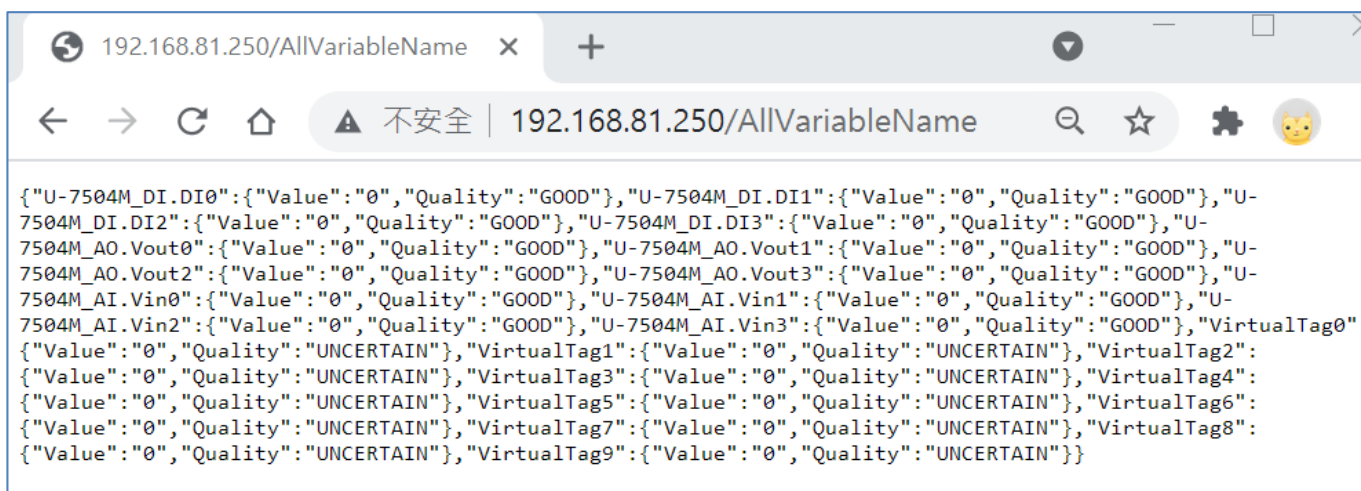 192.168.81.250/AllVariableName
不安全 192.168.81.250/AllVariableName
{"U-7504M_DI.DI0":{"Value":"0","Quality":"GOOD"},"U-7504M_DI.DI1":{"Value":"0","Quality":"GOOD"},"U-
7504M_DI.DI2":{"Value":"0","Quality":"GOOD"},"U-7504M_DI.DI3":{"Value":"0","Quality":"GOOD"},"U-
7504M_AO.Vout0":{"Value":"0","Quality":"GOOD"},"U-7504M_AO.Vout1":{"Value":"0","Quality":"GOOD"},"U-
7504M_AO.Vout2":{"Value":"0","Quality":"GOOD"},"U-7504M_AO.Vout3":{"Value":"0","Quality":"GOOD"},"U-
7504M_AI.Vin0":{"Value":"0","Quality":"GOOD"},"U-7504M_AI.Vin1":{"Value":"0","Quality":"GOOD"},"U-
7504M_AI.Vin2":{"Value":"0","Quality":"GOOD"},"U-7504M_AI.Vin3":{"Value":"0","Quality":"GOOD"},"VirtualTag0"
{"Value":"0","Quality":"UNCERTAIN"},"VirtualTag1":{"Value":"0","Quality":"UNCERTAIN"},"VirtualTag2":
{"Value":"0","Quality":"UNCERTAIN"},"VirtualTag3":{"Value":"0","Quality":"UNCERTAIN"},"VirtualTag4":
{"Value":"0","Quality":"UNCERTAIN"},"VirtualTag5":{"Value":"0","Quality":"UNCERTAIN"},"VirtualTag6":
{"Value":"0","Quality":"UNCERTAIN"},"VirtualTag7":{"Value":"0","Quality":"UNCERTAIN"},"VirtualTag8":
{"Value":"0","Quality":"UNCERTAIN"},"VirtualTag9":{"Value":"0","Quality":"UNCERTAIN"}}